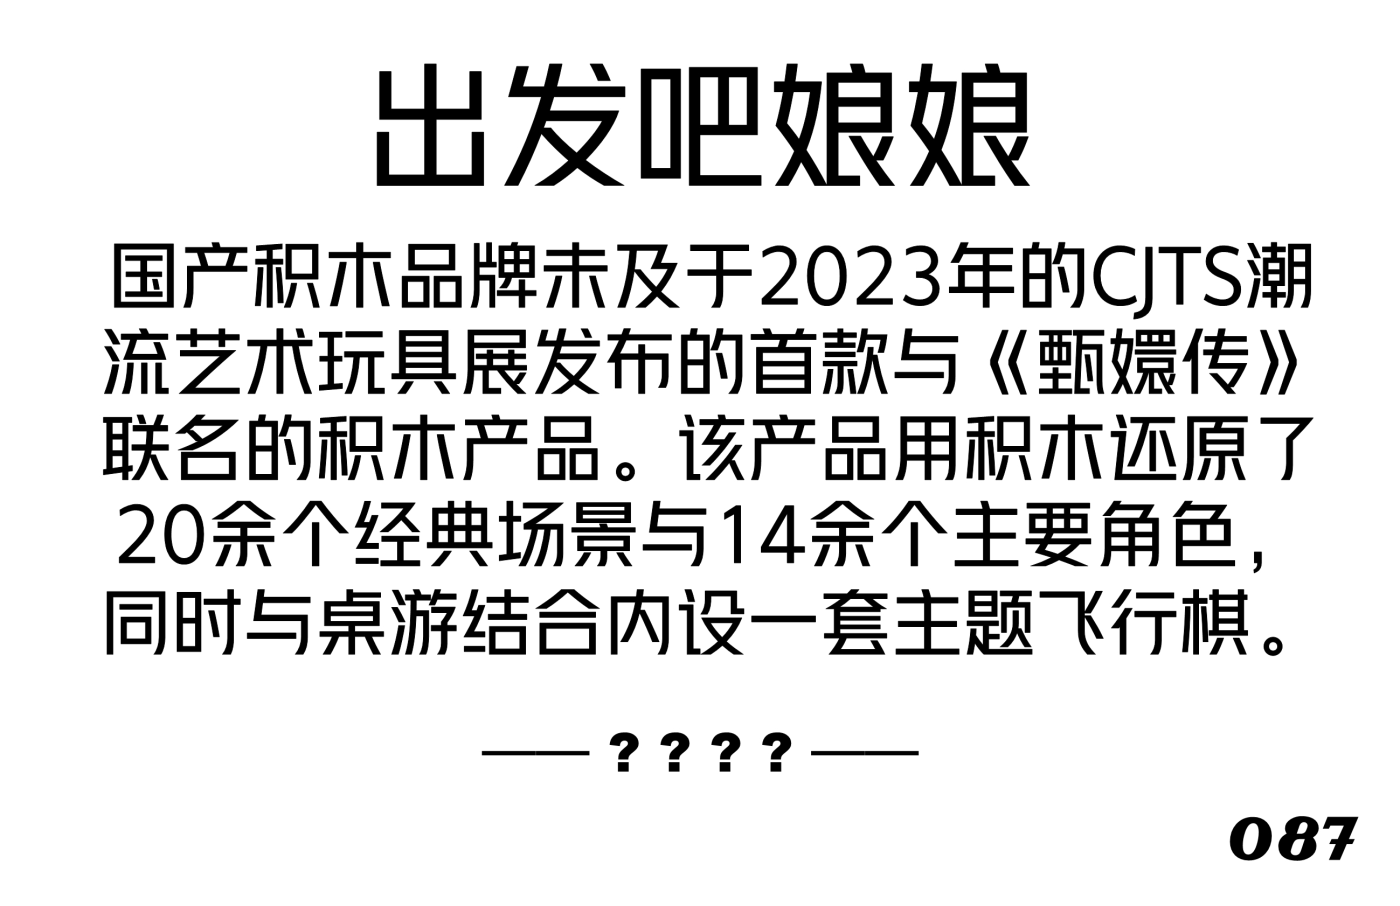 出发吧娘娘
国产积木品牌未及于2023年的CJTS潮
流艺术玩具展发布的首款与《甄嬛传》
联名的积木产品。该产品用积木还原了
20余个经典场景与14余个主要角色，
同时与桌游结合内设一套主题飞行棋。
——？？？？——
087